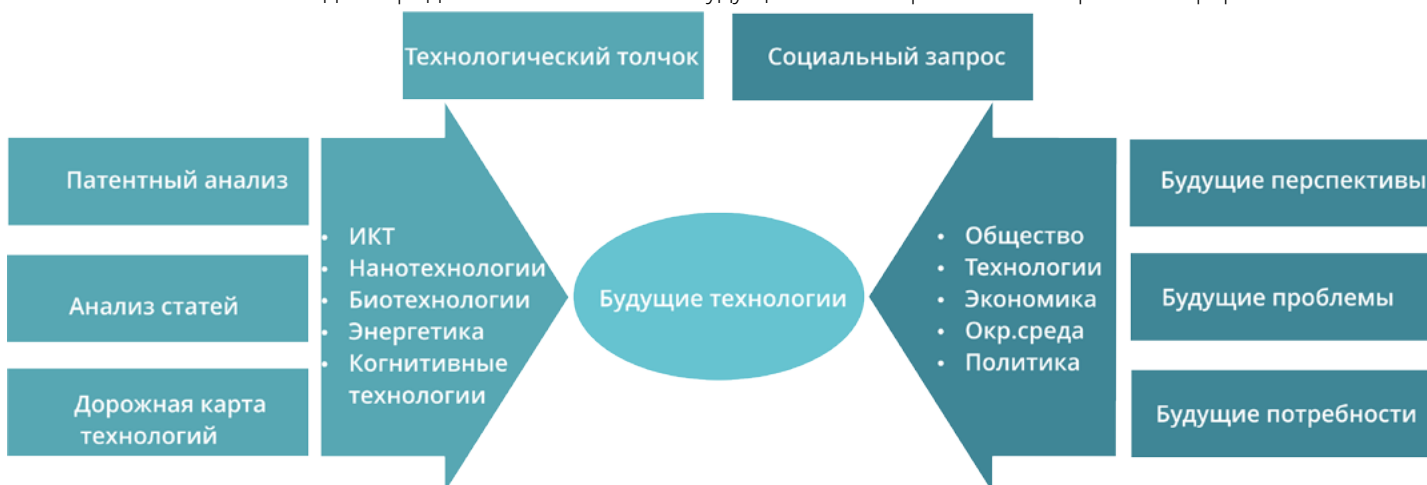 Технологический толчок
Социальный запрос
Патентный анализ
Анализ статей
Дорожная карта
технологий
• ИКТ
• Нанотехнологии
• Биотехнологии
• Энергетика
• Когнитивные
технологии
Будущие технологии
• Общество
• Технологии
• Экономика
• Окр.среда
• Политика
Будущие перспективы
Будущие проблемы
Будущие потребности